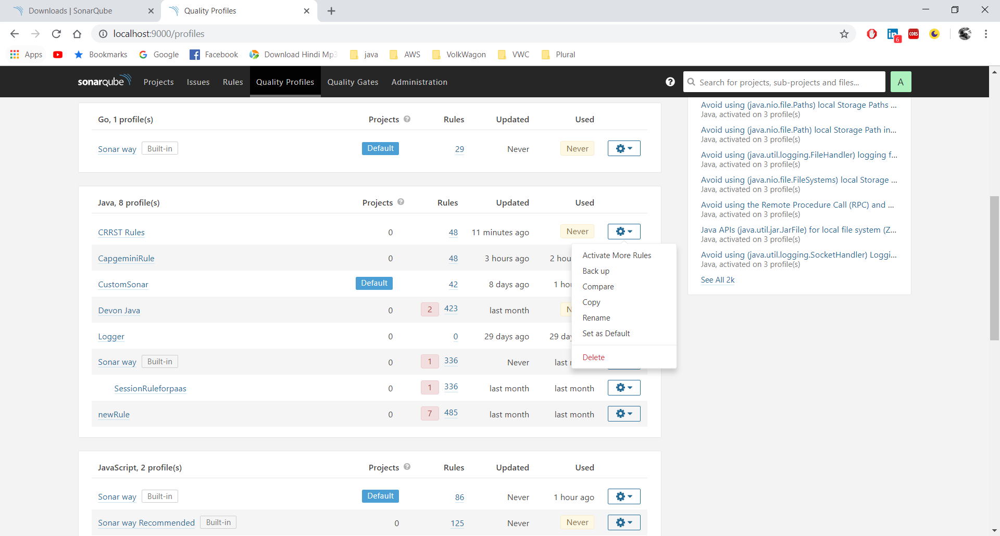 Downloads | SonarQube
Quality Profiles
localhost:9000/profiles
6
CORS
Apps
Bookmarks
Google
Facebook
Download Hindi Mp3
java
AWS
VolkWagon
VWC
Plural
sonarqube
Projects
Issues
Rules
Quality Profiles
Quality Gates
Administration
Search for projects, sub-projects and files...
A
Go, 1 profile(s) Projects Rules Updated Used
Sonar way Built-in Default 29 Never Never
Java, 8 profile(s) Projects Rules Updated Used
CRRST Rules 0 48 11 minutes ago Never
CapgeminiRule 0 48 3 hours ago 2 hou
CustomSonar Default 42 8 days ago 1 hou
Devon Java 0 2 423 last month N
Logger 0 0 29 days ago 29 da
Sonar way Built-in 0 1 336 Never last
SessionRuleforpaas 0 1 336 last month last month
newRule 0 7 485 last month last month
Activate More Rules
Back up
Compare
Copy
Rename
Set as Default
Delete
JavaScript, 2 profile(s) Projects Rules Updated Used
Sonar way Built-in Default 86 Never 1 hour ago
Sonar way Recommended Built-in 0 125 Never Never
Avoid using (java.nio.file.Paths) local Storage Paths ...
Java, activated on 3 profile(s)
Avoid using (java.nio.file.Path) local Storage Path in...
Java, activated on 3 profile(s)
Avoid using (java.util.logging.FileHandler) logging f...
Java, activated on 3 profile(s)
Avoid using (java.nio.file.FileSystems) local Storage ...
Java, activated on 3 profile(s)
Avoid using the Remote Procedure Call (RPC) and ...
Java, activated on 3 profile(s)
Java APIs (java.util.jar.JarFile) for local file system (Z...
Java, activated on 3 profile(s)
Avoid using (java.util.logging.SocketHandler) Loggi...
Java, activated on 3 profile(s)
See All 2k